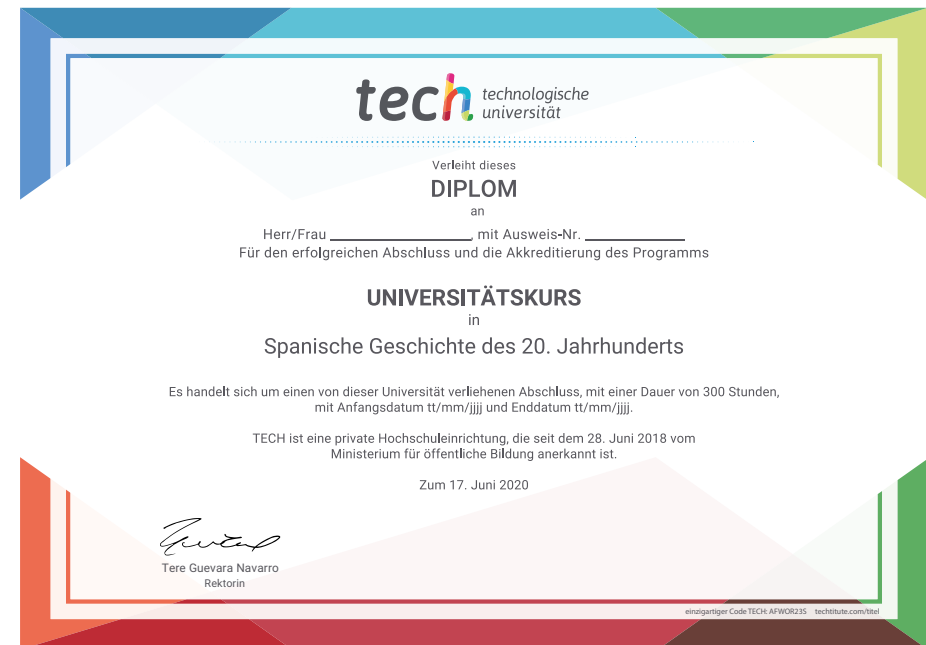 tech technologische
universität
Verleiht dieses
DIPLOM
an
Herr/Frau ____________, mit Ausweis-Nr. ____________
Für den erfolgreichen Abschluss und die Akkreditierung des Programms
UNIVERSITÄTSKURS
in
Spanische Geschichte des 20. Jahrhunderts
Es handelt sich um einen von dieser Universität verliehenen Abschluss, mit einer Dauer von 300 Stunden,
mit Anfangsdatum tt/mm/jjjj und Enddatum tt/mm/jjjj.
TECH ist eine private Hochschuleinrichtung, die seit dem 28. Juni 2018 vom
Ministerium für öffentliche Bildung anerkannt ist.
Zum 17. Juni 2020
Tere Guevara Navarro
Rektorin
einzigartiger Code TECH: AFWOR23S techtitute.com/titel